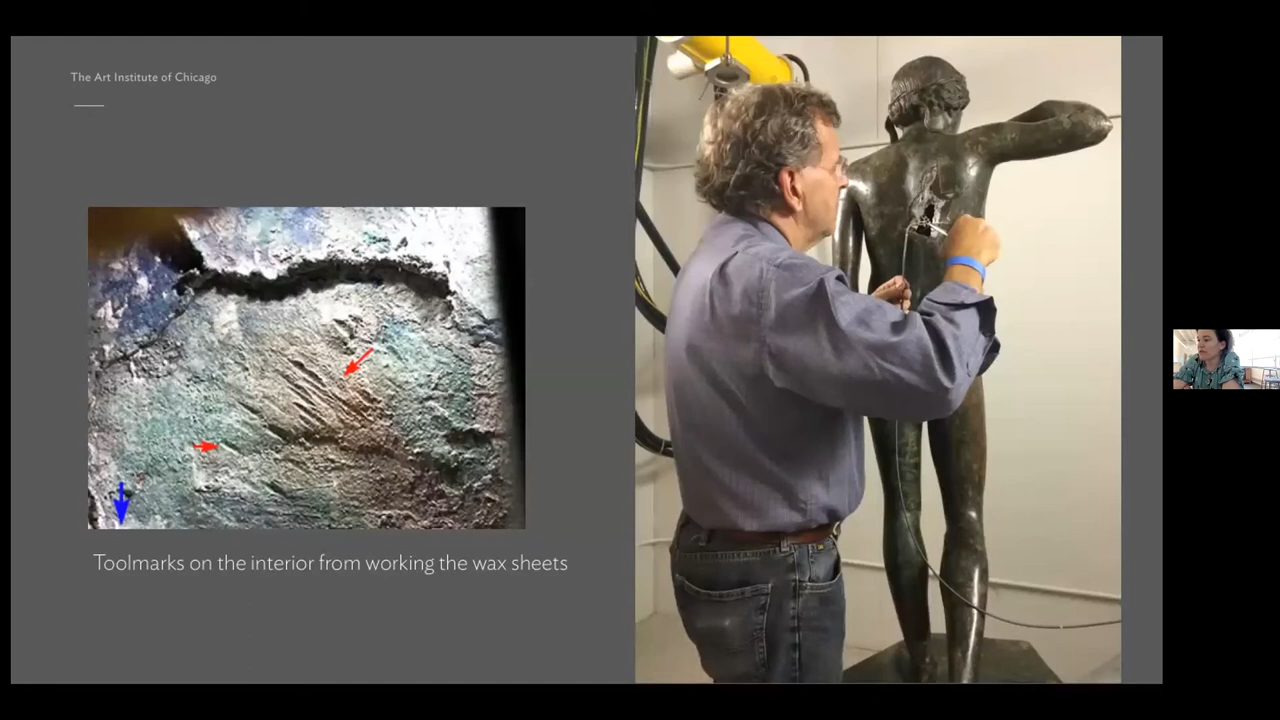 The Art Institute of Chicago
Toolmarks on the interior from working the wax sheets